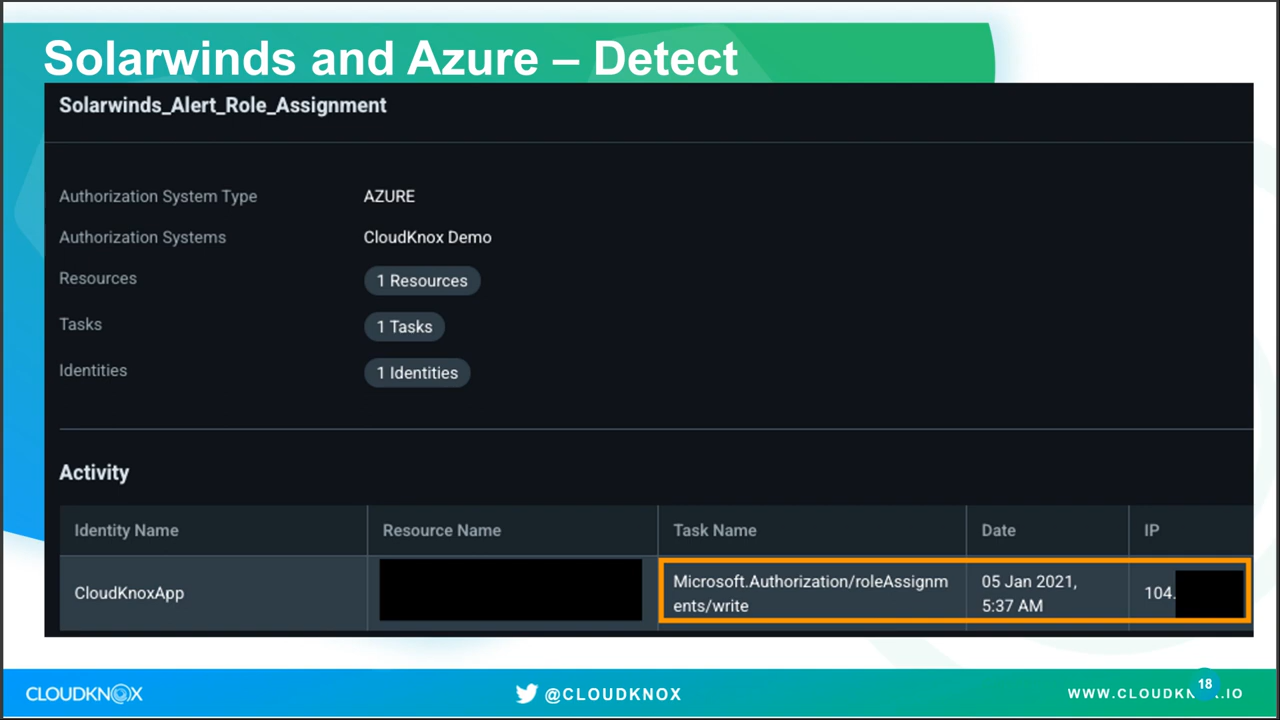 Solarwinds and Azure – Detect
Solarwinds_Alert_Role_Assignment
Authorization System Type AZURE
Authorization Systems CloudKnox Demo
Resources 1 Resources
Tasks 1 Tasks
Identities 1 Identities
Activity
Identity Name Resource Name Task Name Date IP
CloudKnoxApp Microsoft.Authorization/roleAssignm 05 Jan 2021, 104.
ents/write 5:37 AM
CLOUDKNOX @CLOUDKNOX 18